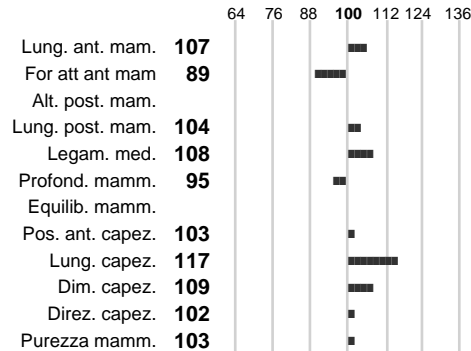 64 76 88 100 112 124 136
Lung. ant. mam. 107
For att ant mam 89
Alt. post. mam.
Lung. post. mam. 104
Legam. med. 108
Profond. mamm. 95
Equilib. mamm.
Pos. ant. capez. 103
Lung. capez. 117
Dim. capez. 109
Direz. capez. 102
Purezza mamm. 103